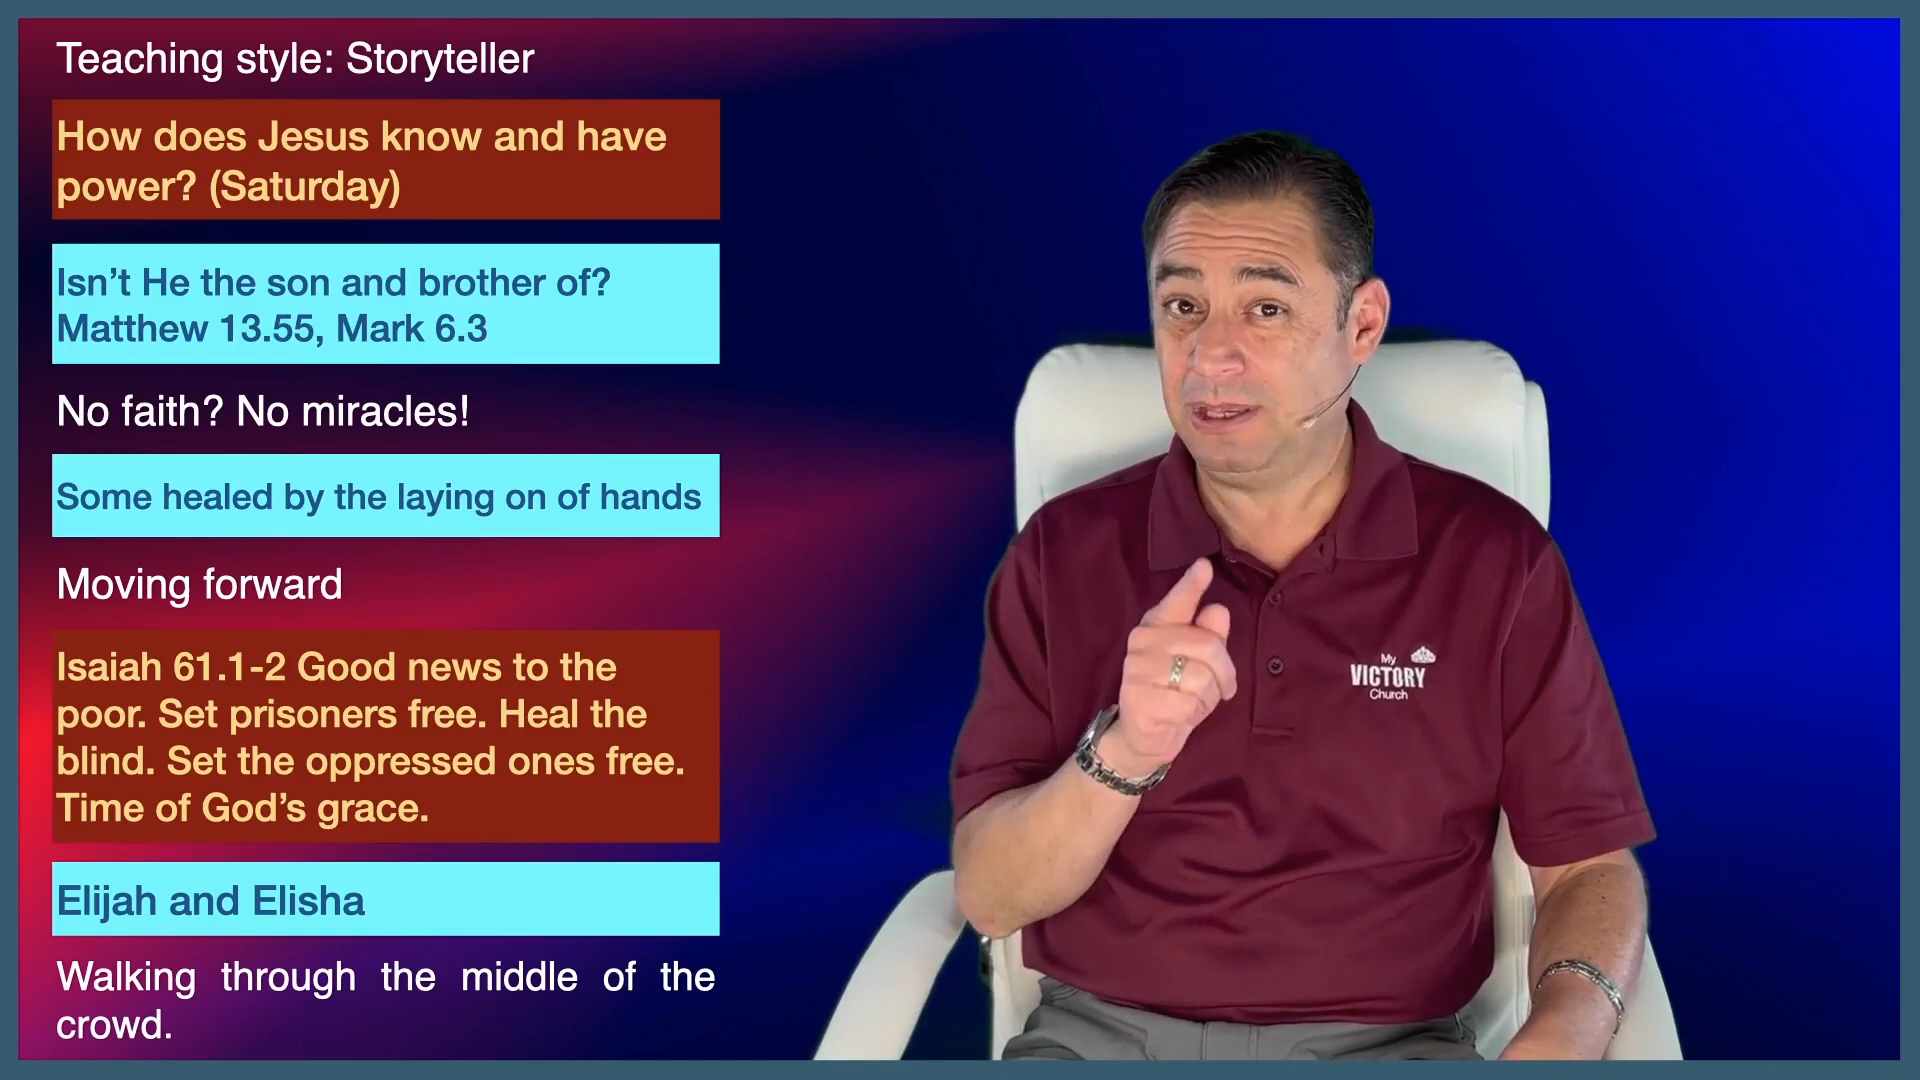 Teaching style: Storyteller
How does Jesus know and have
power? (Saturday)
Isn’t He the son and brother of?
Matthew 13.55, Mark 6.3
No faith? No miracles!
Some healed by the laying on of hands
Moving forward
Isaiah 61.1-2 Good news to the
poor. Set prisoners free. Heal the
blind. Set the oppressed ones free.
Time of God’s grace.
Elijah and Elisha
Walking through the middle of the
crowd.
My
VICTORY
Church